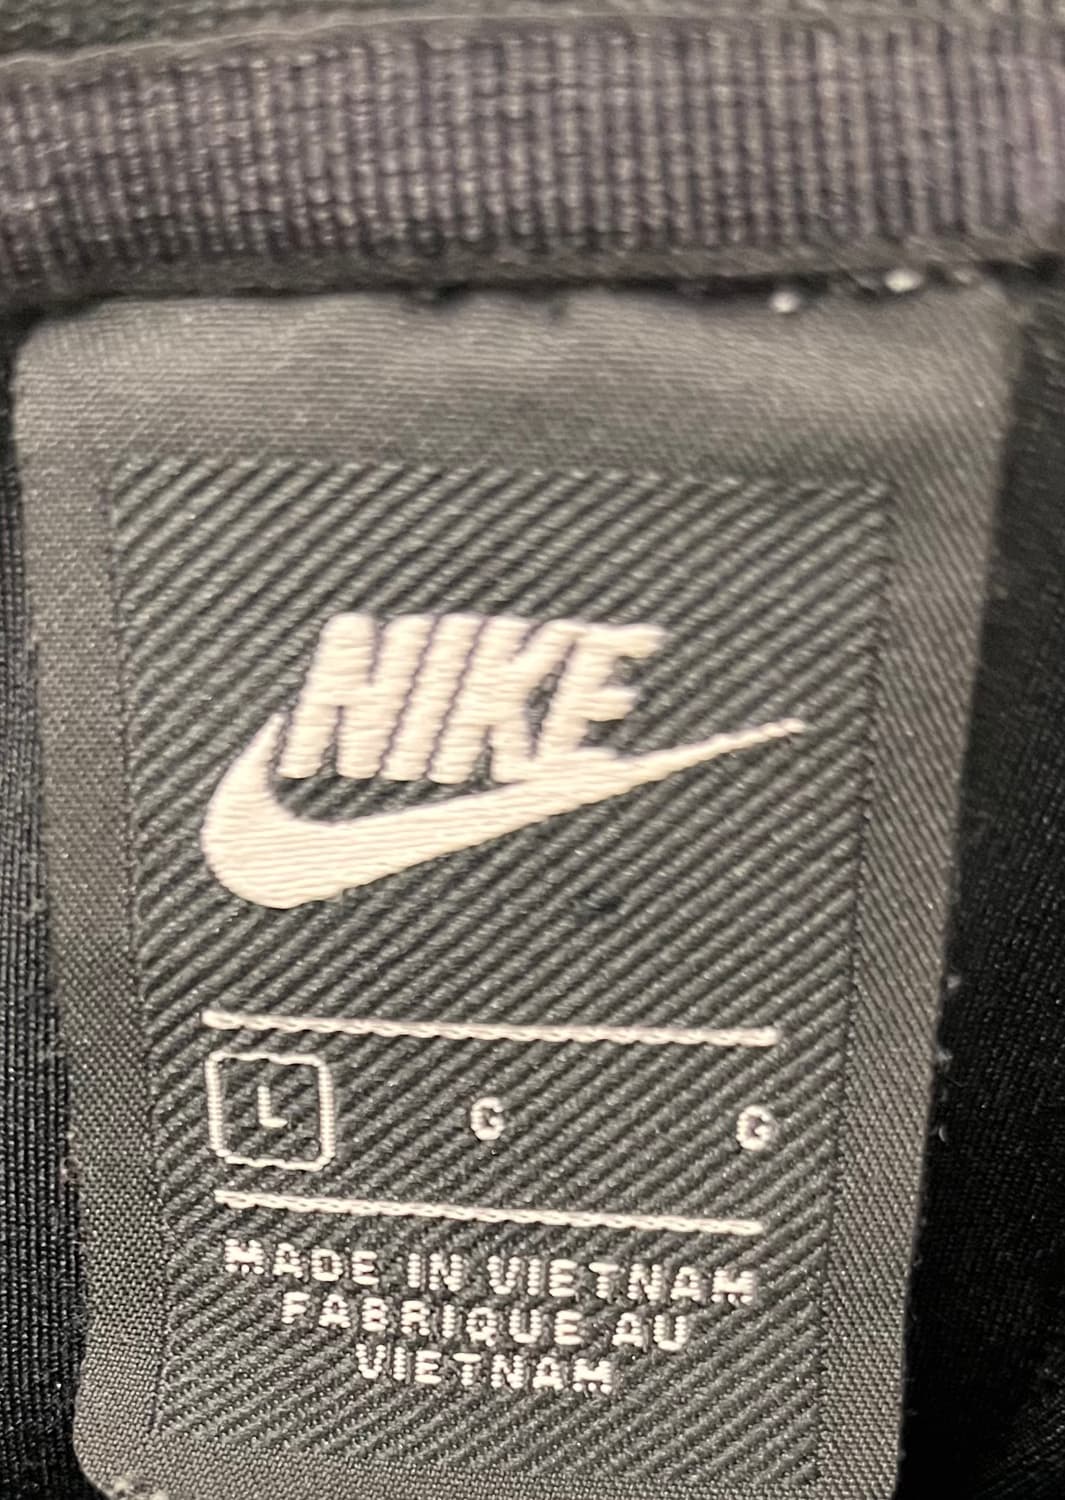 NIKE
L G G
MADE IN VIETNAM
FABRIQUE AU
VIETNAM